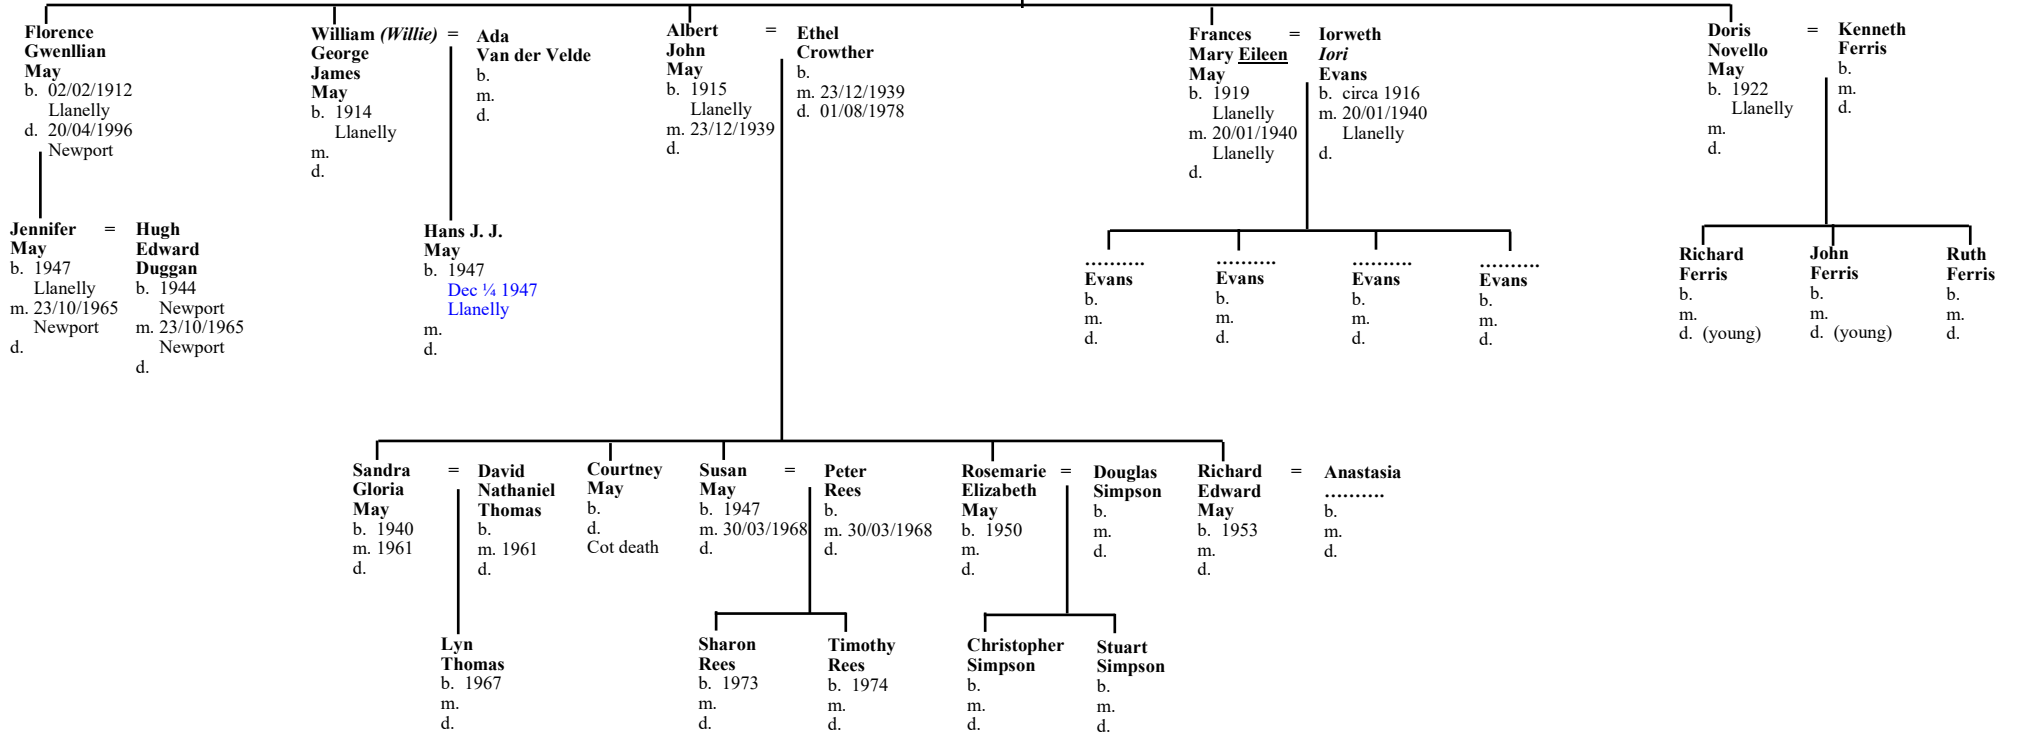 Florence
Gwenllian
May
b. 02/02/1912
Llanelly
d. 20/04/1996
Newport
William (Willie) =
George
James
May
b. 1914
Llanelly
m.
d.
Ada
Van der Velde
b.
m.
d.
Albert =
John
May
b. 1915
Llanelly
m. 23/12/1939
d.
Ethel
Crowther
b.
m. 23/12/1939
d. 01/08/1978
Frances =
Mary Eileen
May
b. 1919
Llanelly
m. 20/01/1940
Llanelly
d.
Iorweth
Iori
Evans
b. circa 1916
m. 20/01/1940
Llanelly
d.
Doris =
Novello
May
b. 1922
Llanelly
m.
d.
Kenneth
Ferris
b.
m.
d.
Jennifer =
May
b. 1947
Llanelly
m. 23/10/1965
Newport
d.
Hugh
Edward
Duggan
b. 1944
Newport
m. 23/10/1965
Newport
d.
Hans J. J.
May
b. 1947
Dec ¼ 1947
Llanelly
m.
d.
..........
Evans
b.
m.
d.
..........
Evans
b.
m.
d.
..........
Evans
b.
m.
d.
..........
Evans
b.
m.
d.
Richard
Ferris
b.
m.
d. (young)
John
Ferris
b.
m.
d. (young)
Ruth
Ferris
b.
m.
d.
Sandra =
Gloria
May
b. 1940
m. 1961
d.
David
Nathaniel
Thomas
b.
m. 1961
d.
Courtney
May
b.
d.
Cot death
Susan =
May
b. 1947
m. 30/03/1968
d.
Peter
Rees
b.
m. 30/03/1968
d.
Rosemarie =
Elizabeth
May
b. 1950
m.
d.
Douglas
Simpson
b.
m.
d.
Richard =
Edward
May
b. 1953
m.
d.
Anastasia
..........
b.
m.
d.
Lyn
Thomas
b. 1967
m.
d.
Sharon
Rees
b. 1973
m.
d.
Timothy
Rees
b. 1974
m.
d.
Christopher
Simpson
b.
m.
d.
Stuart
Simpson
b.
m.
d.